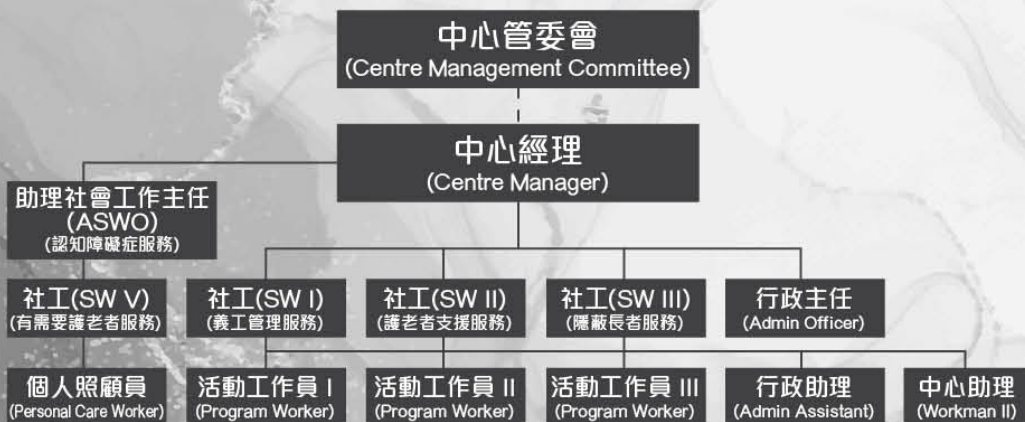 中心管委會
(Centre Management Committee)
中心經理
(Centre Manager)
助理社會工作主任
(ASWO)
(認知障礙症服務)
社工(SW V)
(有需要護老者服務)
社工(SW I)
(義工管理服務)
社工(SW II)
(護老者支援服務)
社工(SW III)
(隱蔽長者服務)
行政主任
(Admin Officer)
個人照顧員
(Personal Care Worker)
活動工作員 I
(Program Worker)
活動工作員 II
(Program Worker)
活動工作員 III
(Program Worker)
行政助理
(Admin Assistant)
中心助理
(Workman II)